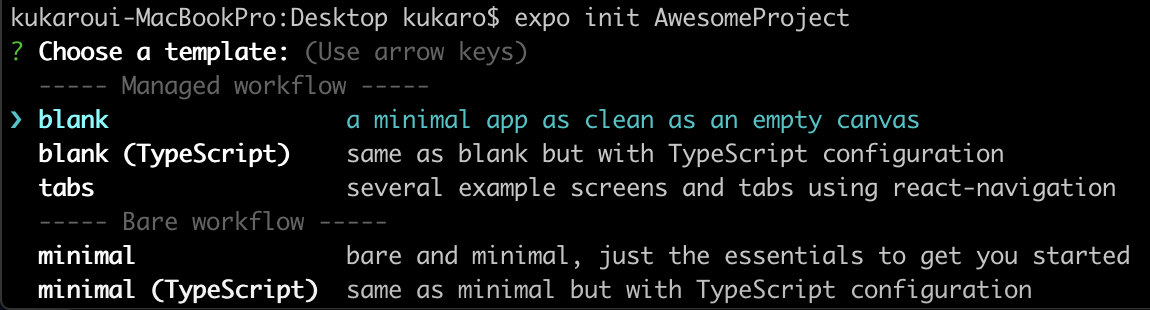 kukaroui-MacBookPro:Desktop kukaro$ expo init AwesomeProject
? Choose a template: (Use arrow keys)
----- Managed workflow -----
❯ blank a minimal app as clean as an empty canvas
blank (TypeScript) same as blank but with TypeScript configuration
tabs several example screens and tabs using react-navigation
----- Bare workflow -----
minimal bare and minimal, just the essentials to get you started
minimal (TypeScript) same as minimal but with TypeScript configuration